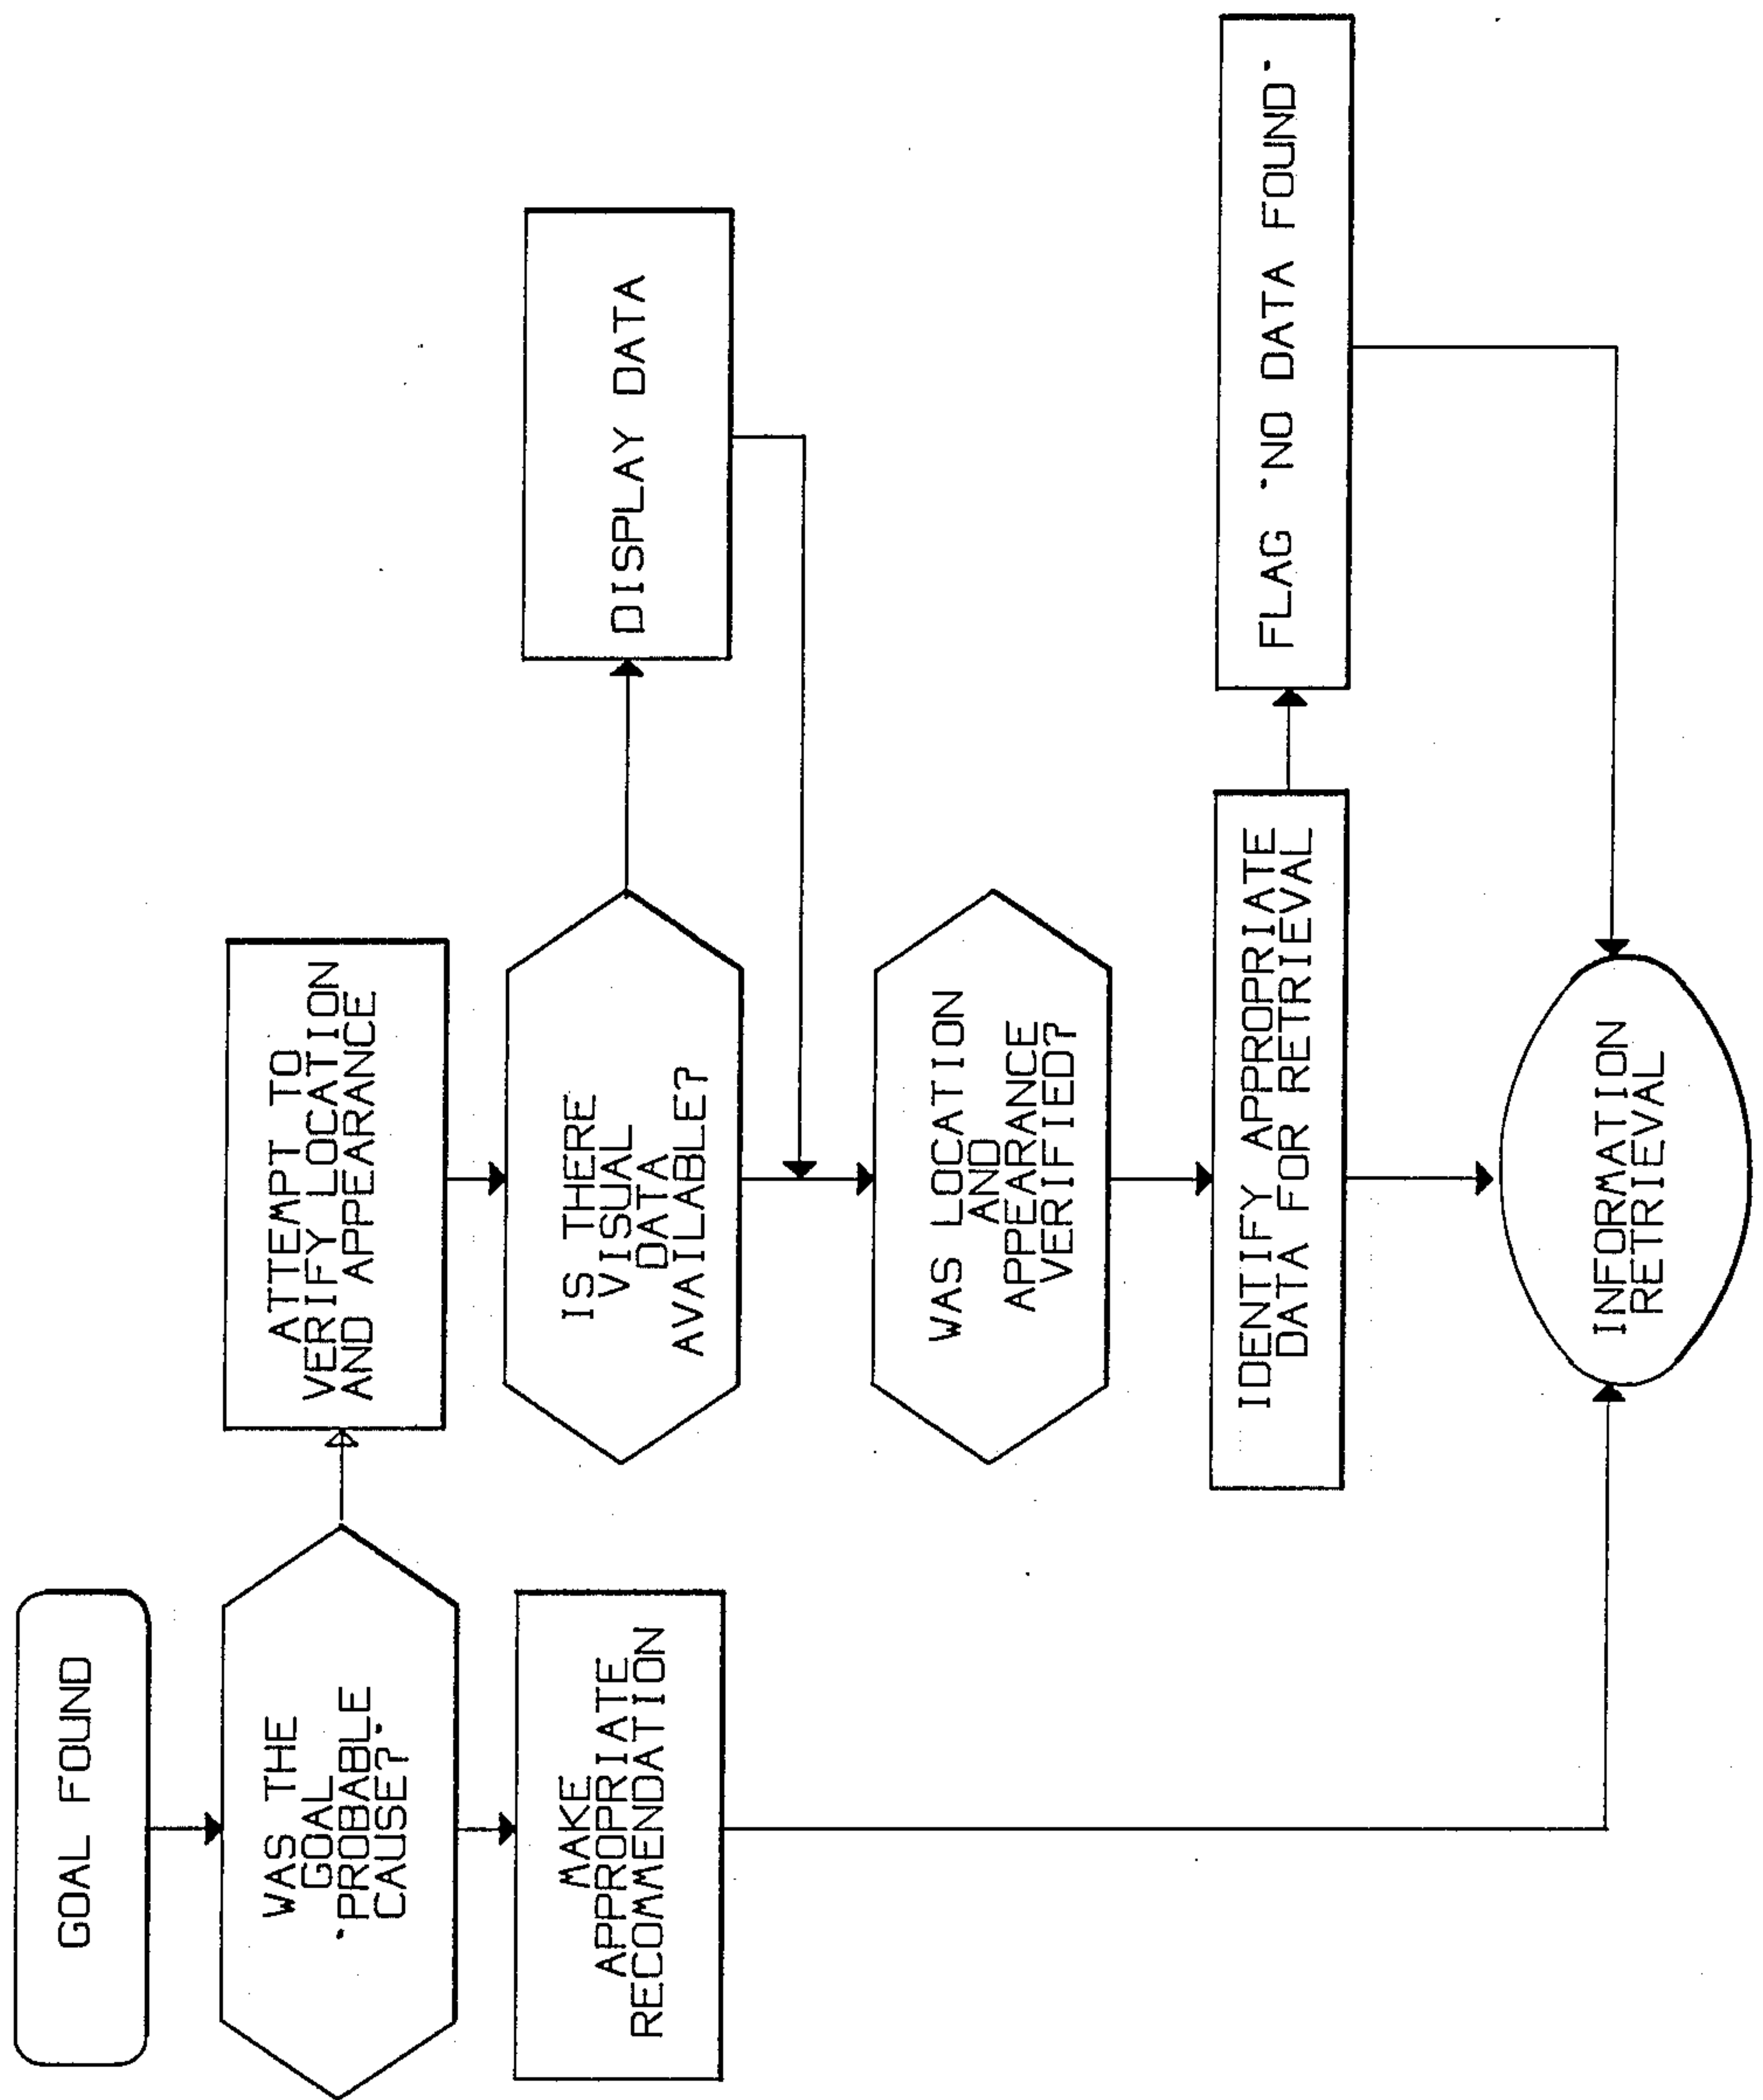 GOAL FOUND
WAS THE
GOAL
"PROBABLE
CAUSE?"
MAKE
APPROPRIATE
RECOMMENDATION
ATTEMPT TO
VERIFY LOCATION
AND APPEARANCE
IS THERE
VISUAL
DATA
AVAILABLE?
DISPLAY DATA
WAS LOCATION
AND
APPEARANCE
VERIFIED?
IDENTIFY APPROPRIATE
DATA FOR RETRIEVAL
FLAG "NO DATA FOUND"
INFORMATION
RETRIEVAL